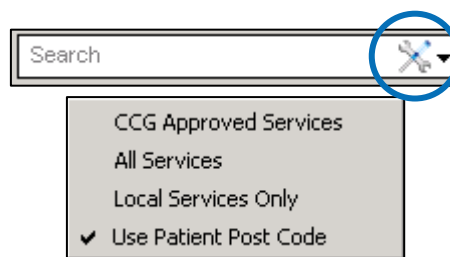 Search
CCG Approved Services
All Services
Local Services Only
Use Patient Post Code